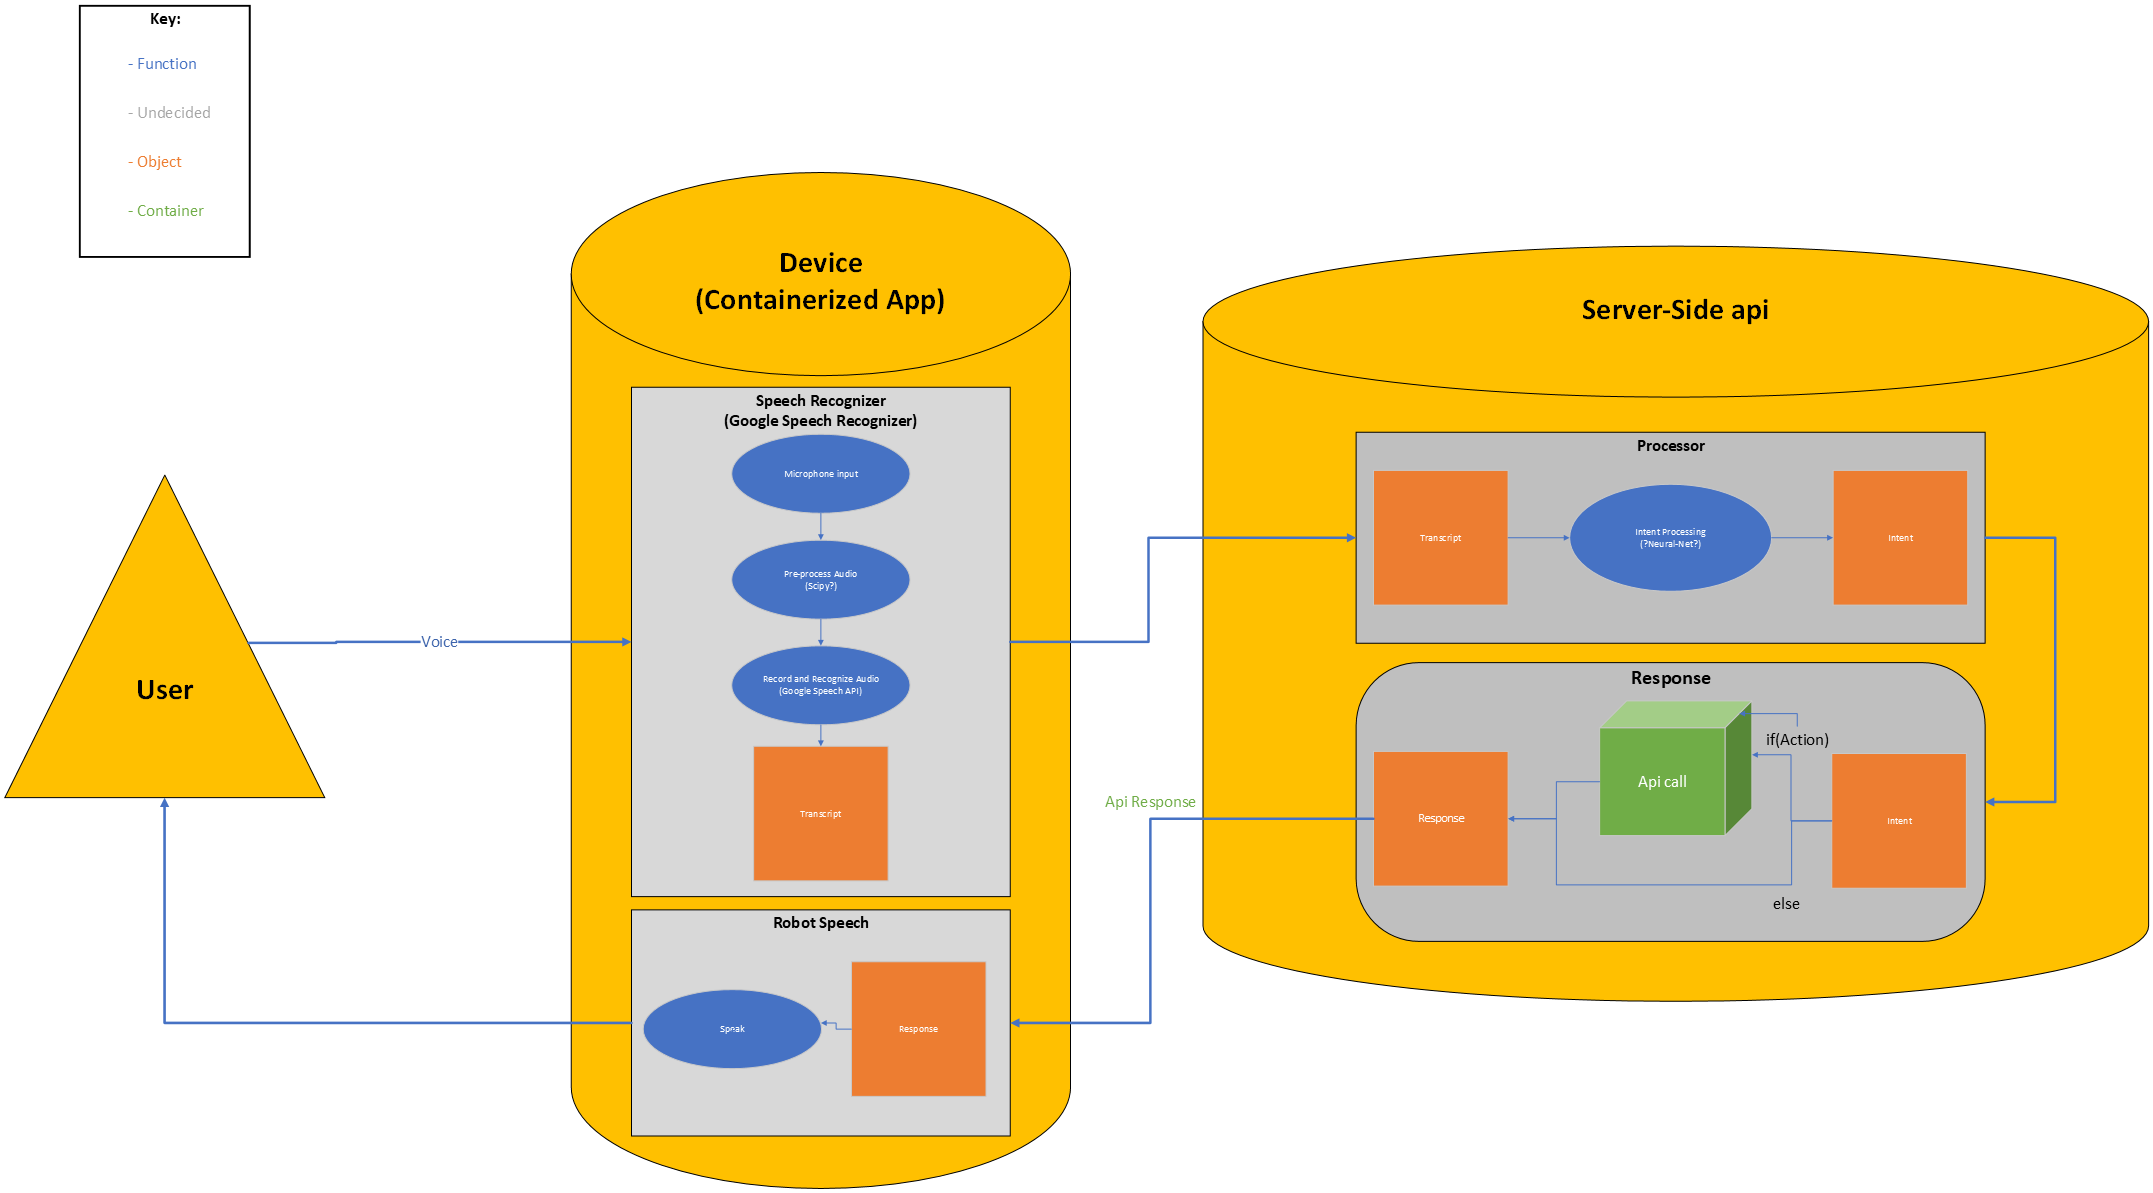 Key:
- Function
- Undecided
- Object
- Container
User
Voice
Device
(Containerized App)
Speech Recognizer
(Google Speech Recognizer)
Microphone input
Pre-process Audio
(Scipy?)
Record and Recognize Audio
(Google Speech API)
Transcript
Robot Speech
Speak
Response
Api Response
Server-Side api
Processor
Transcript
Intent Processing
(?Neural-Net?)
Intent
Response
if(Action)
Api call
Response
Intent
else